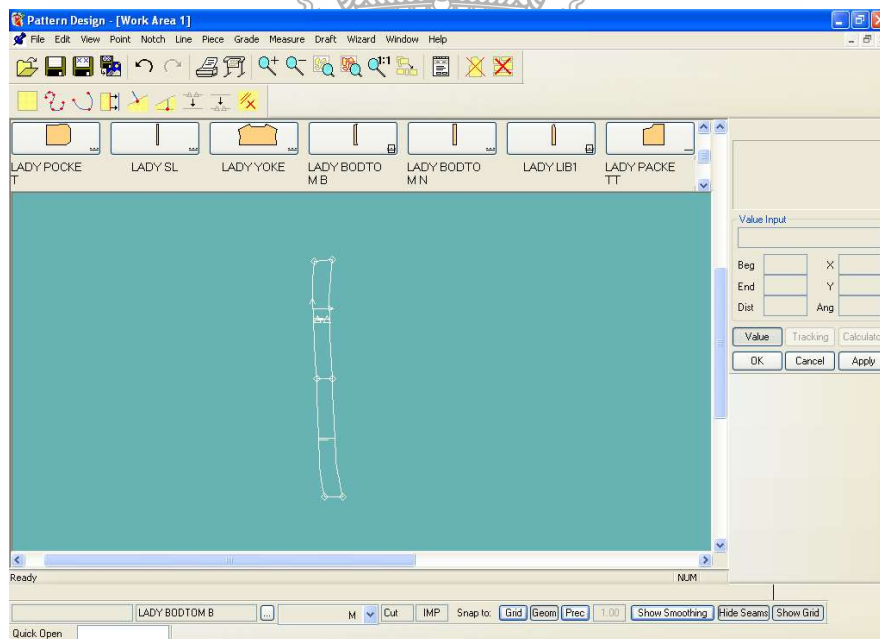 Pattern Design - [Work Area 1]
File Edit View Point Notch Line Piece Grade Measure Draft Wizard Window Help
1:1
LADY POCKE
T
LADY SL
LADY YOKE
LADY BODTO
M B
LADY BODTO
M N
LADY LIB1
LADY PACKE
TT
Value Input
Beg X
End Y
Dist Ang
Value Tracking Calculato
OK Cancel Apply
Ready NUM
LADY BODTOM B ... M Cut IMP Snap to: Grid Geom Prec 1.00 Show Smoothing Hide Seams Show Grid
Quick Open